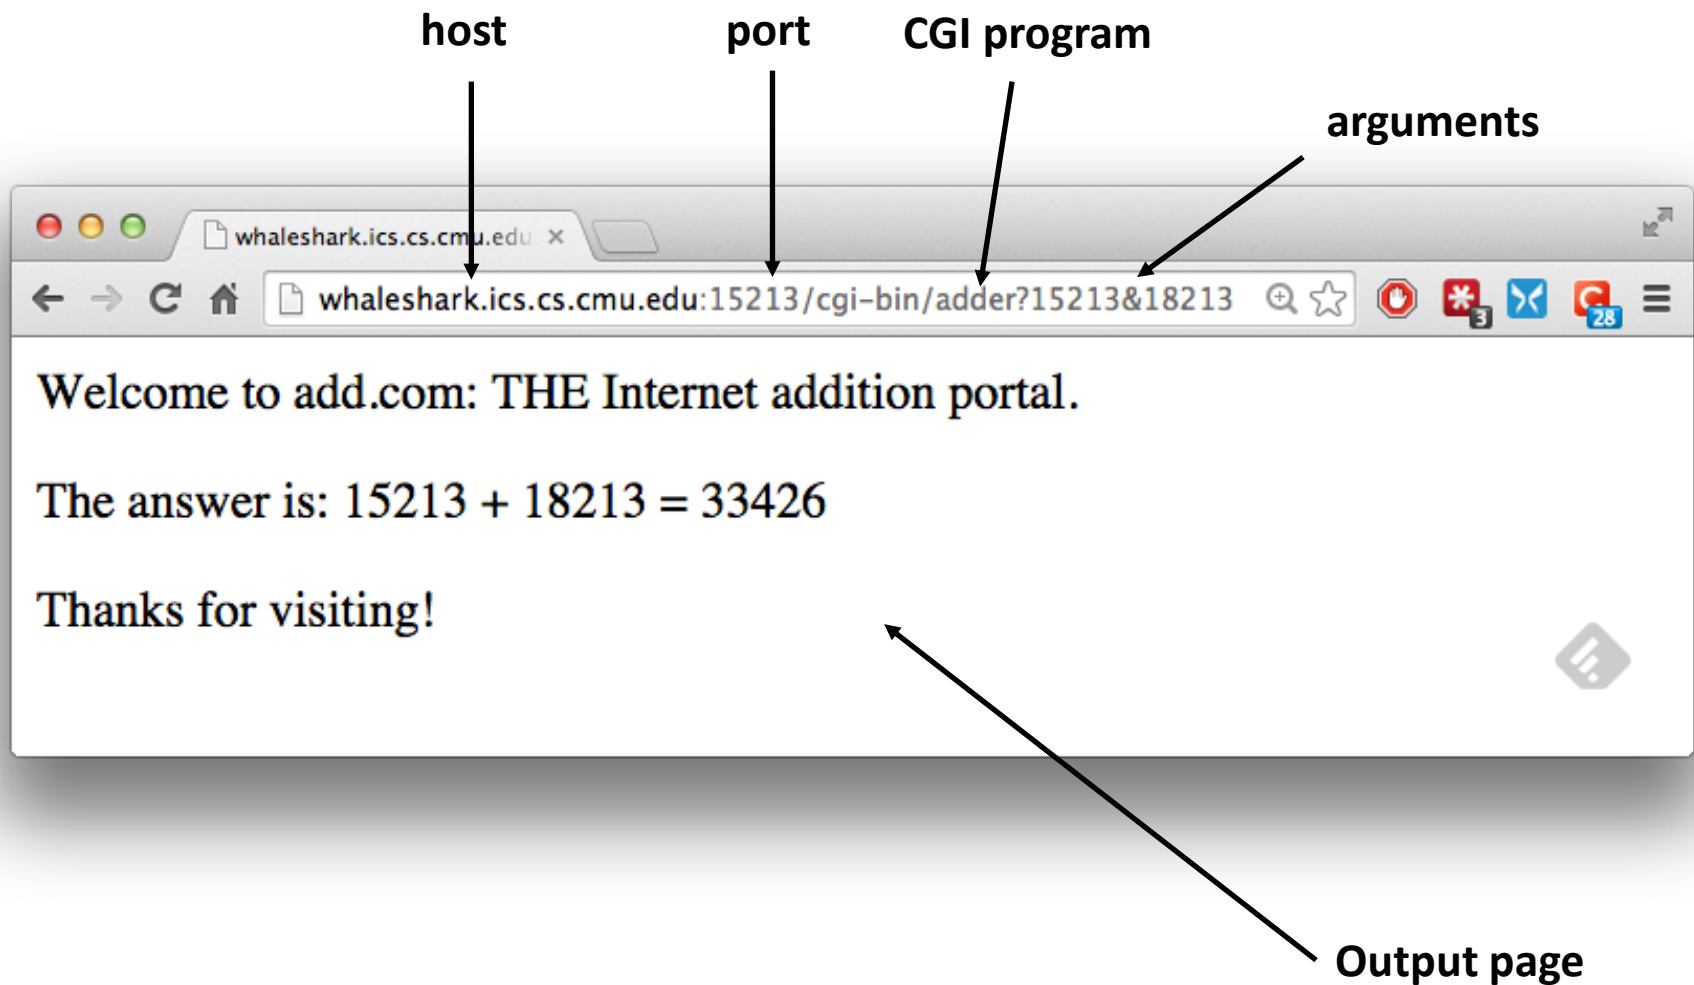 host
port
CGI program
arguments
whaleshark.ics.cs.cmu.edu
whaleshark.ics.cs.cmu.edu:15213/cgi-bin/adder?15213&18213
3
28
Welcome to add.com: THE Internet addition portal.
The answer is: 15213 + 18213 = 33426
Thanks for visiting!
Output page